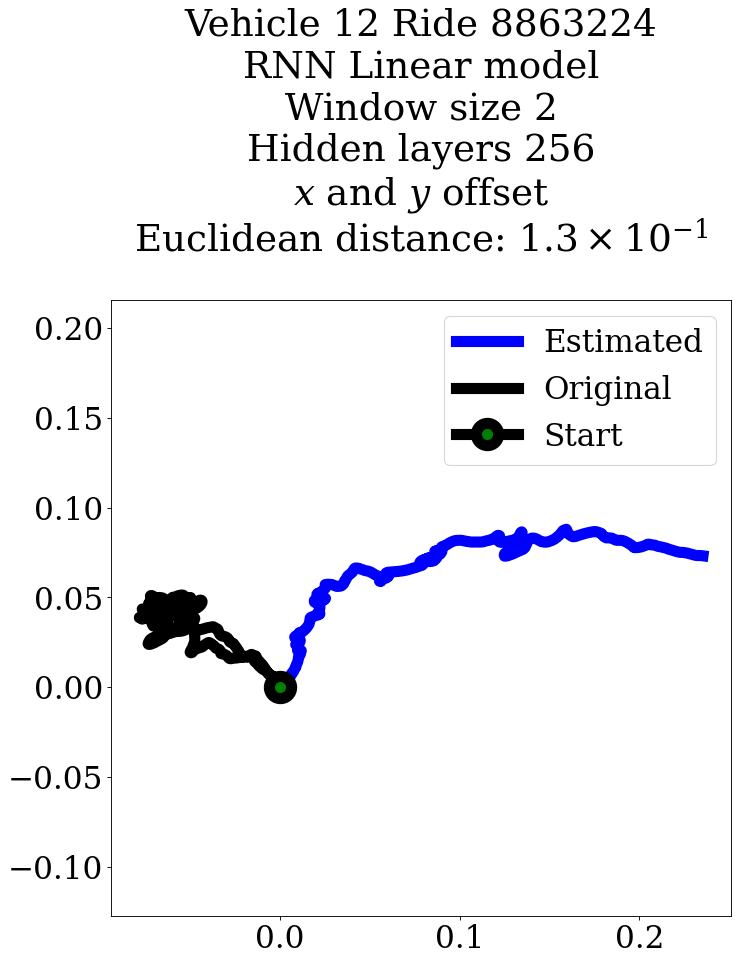 Vehicle 12 Ride 8863224
RNN Linear model
Window size 2
Hidden layers 256
x and y offset
Euclidean distance: 1.3 × 10⁻¹
0.20
Estimated
0.15
Original
Start
0.10
0.05
0.00
−0.05
−0.10
0.0 0.1 0.2